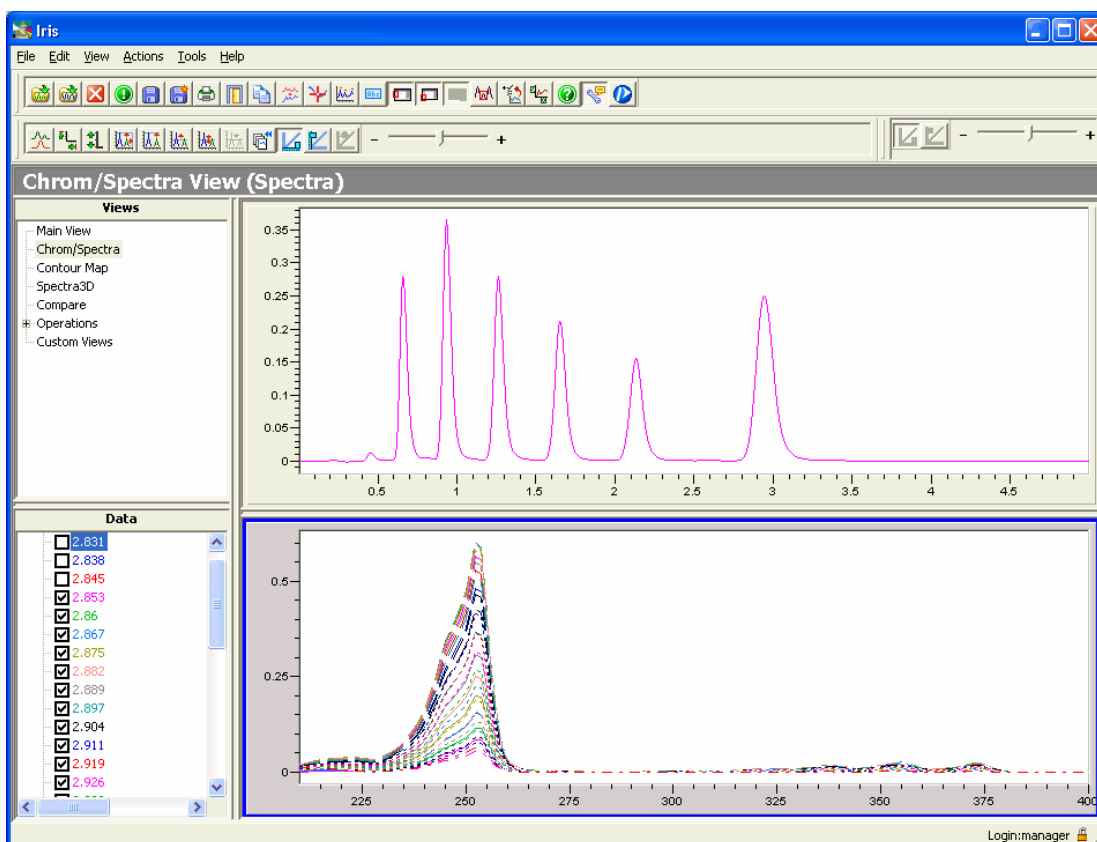 Iris
File Edit View Actions Tools Help
- +
- +
Chrom/Spectra View (Spectra)
Views
Main View
Chrom/Spectra
Contour Map
Spectra3D
Compare
Operations
Custom Views
0.35
0.3
0.25
0.2
0.15
0.1
0.05
0
0.5 1 1.5 2 2.5 3 3.5 4 4.5
Data
2.831
2.838
2.845
2.853
2.86
2.867
2.875
2.882
2.889
2.897
2.904
2.911
2.919
2.926
0.5
0.25
0
225 250 275 300 325 350 375 400
Login:manager